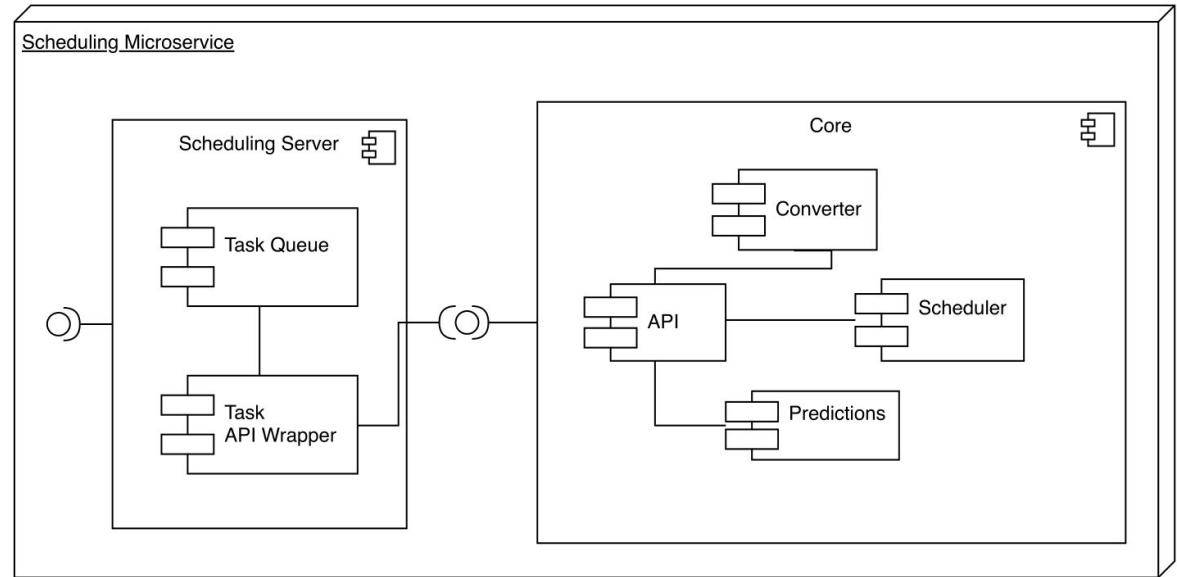 Scheduling Microservice
Scheduling Server
Task Queue
Task
API Wrapper
Core
Converter
API
Scheduler
Predictions